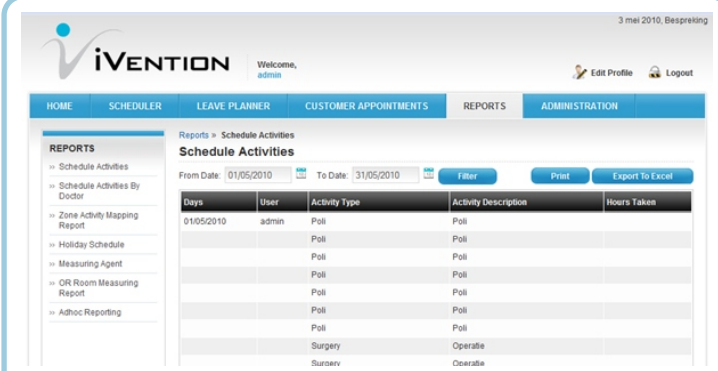 3 mei 2010, Bespreking
iVENTION
Welcome,
admin
Edit Profile Logout
HOME SCHEDULER LEAVE PLANNER CUSTOMER APPOINTMENTS REPORTS ADMINISTRATION
REPORTS
» Schedule Activities
» Schedule Activities By
Doctor
» Zone Activity Mapping
Report
» Holiday Schedule
» Measuring Agent
» OR Room Measuring
Report
» Adhoc Reporting
Reports » Schedule Activities
Schedule Activities
From Date: 01/05/2010 To Date: 31/05/2010 Filter Print Export To Excel
Days User Activity Type Activity Description Hours Taken
01/05/2010 admin Poli Poli
Poli Poli
Poli Poli
Poli Poli
Poli Poli
Poli Poli
Poli Poli
Surgery Operatie
Surgery Operatie